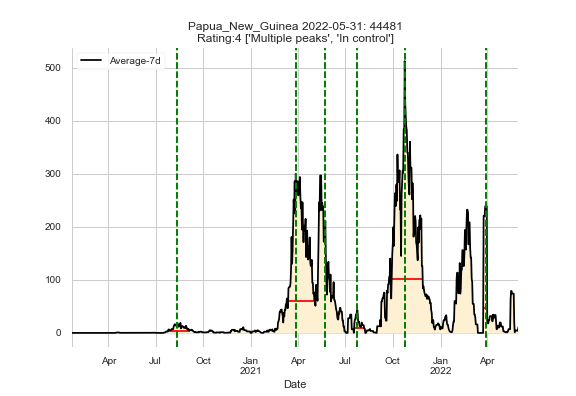 Papua_New_Guinea 2022-05-31: 44481
Rating:4 ['Multiple peaks', 'In control']
Average-7d
500
400
300
200
100
0
Apr Jul Oct Jan Apr Jul Oct Jan Apr
2021 2022
Date